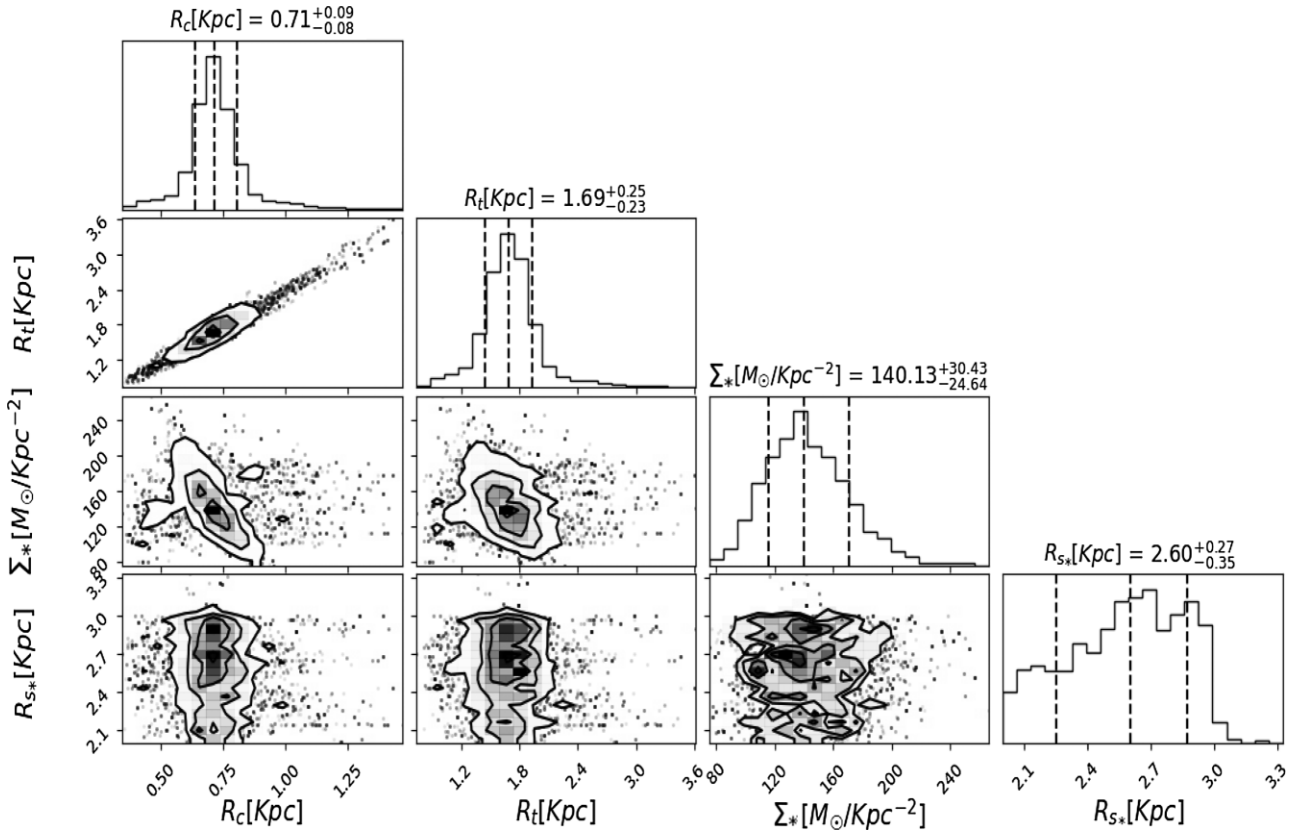 R_c[Kpc] = 0.71^{+0.09}_{-0.08}
R_t[Kpc] = 1.69^{+0.25}_{-0.23}
R_t[Kpc]
3.6
3.0
2.4
1.8
1.2
Σ_*[M_⊙/Kpc^{-2}] = 140.13^{+30.43}_{-24.64}
Σ_*[M_⊙/Kpc^{-2}]
240
200
160
120
80
R_{s*}[Kpc] = 2.60^{+0.27}_{-0.35}
R_{s*}[Kpc]
3.3
3.0
2.7
2.4
2.1
0.50 0.75 1.00 1.25
1.2 1.8 2.4 3.0 3.6
80 120 160 200 240
2.1 2.4 2.7 3.0 3.3
R_c[Kpc] R_t[Kpc] Σ_*[M_⊙/Kpc^{-2}] R_{s*}[Kpc]